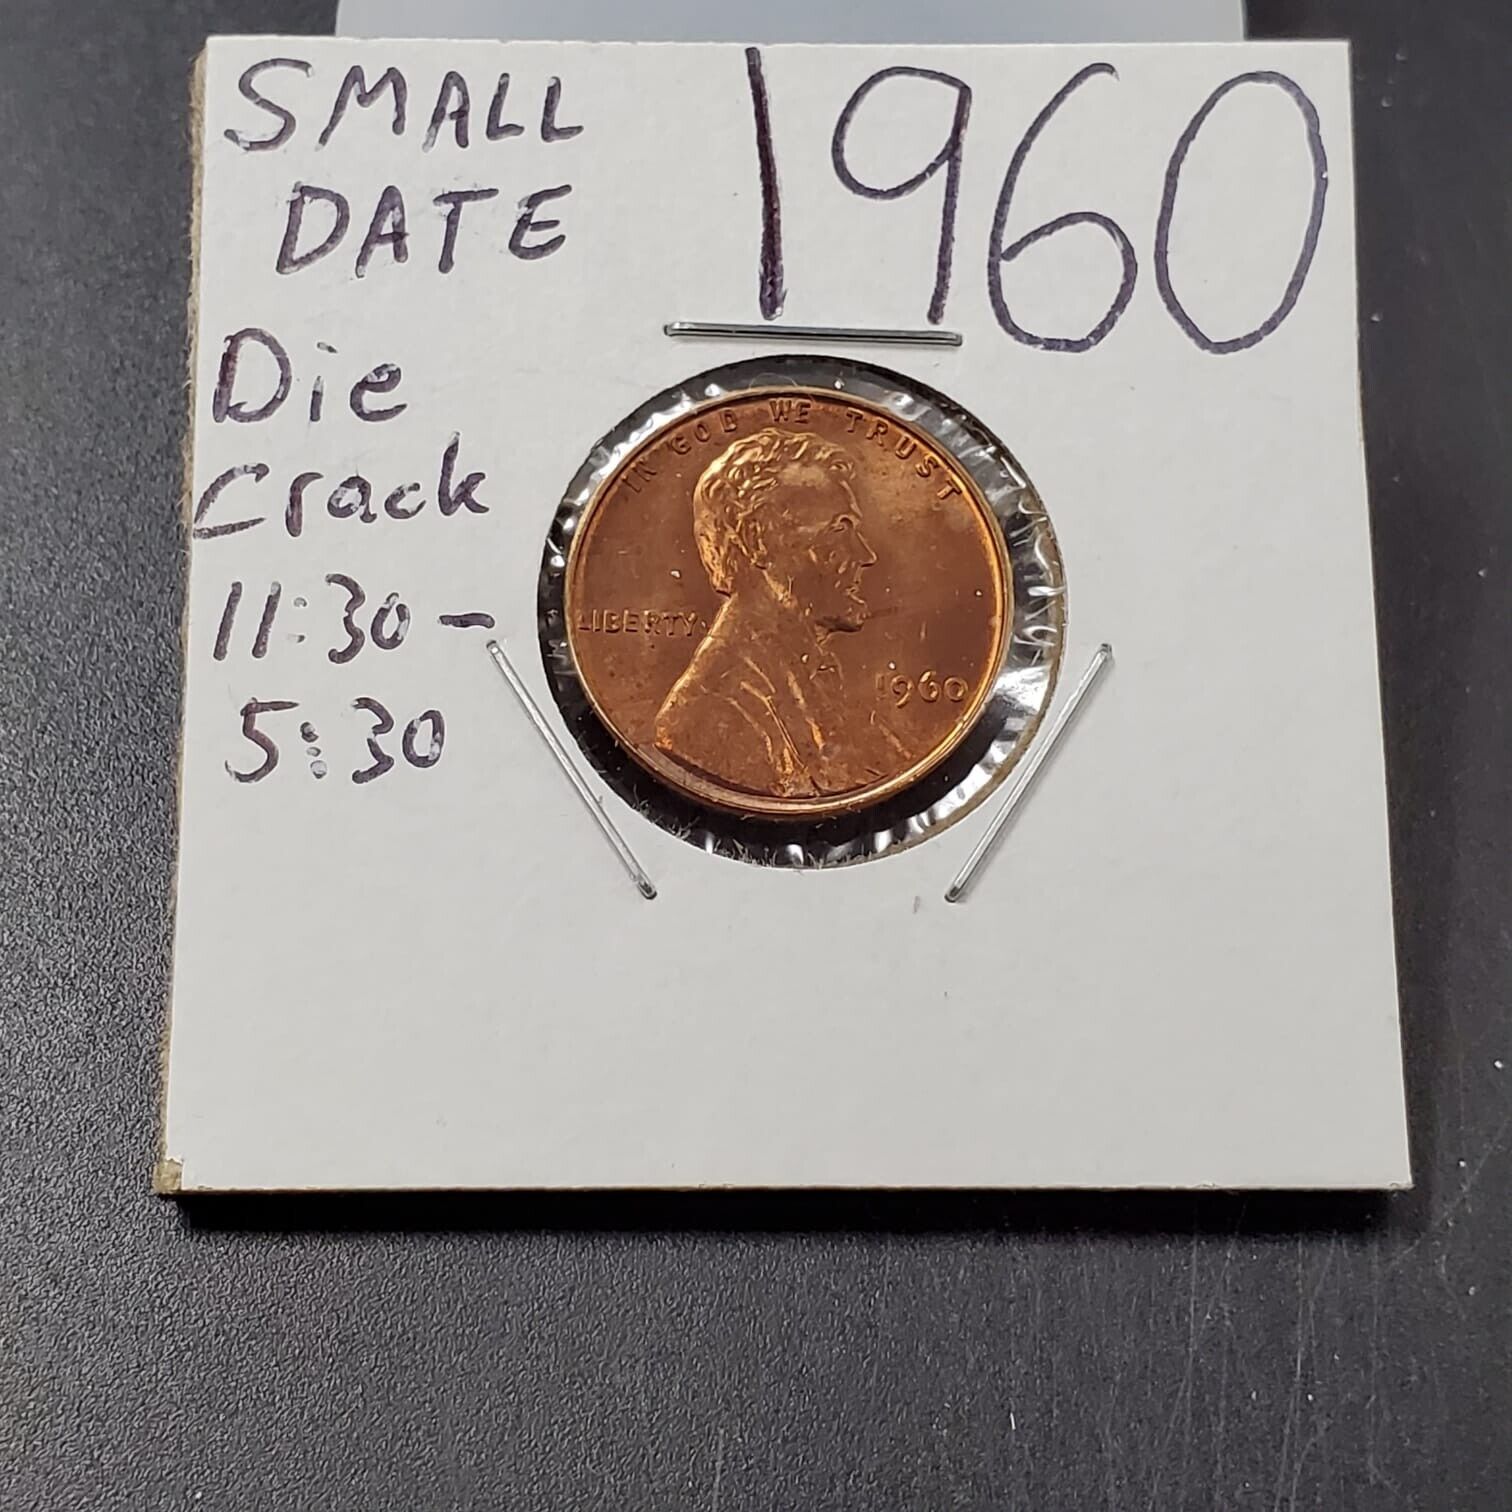 SMALL
DATE
1960
Die
Crack
11:30-
5:30
IN GOD WE TRUST
LIBERTY
1960